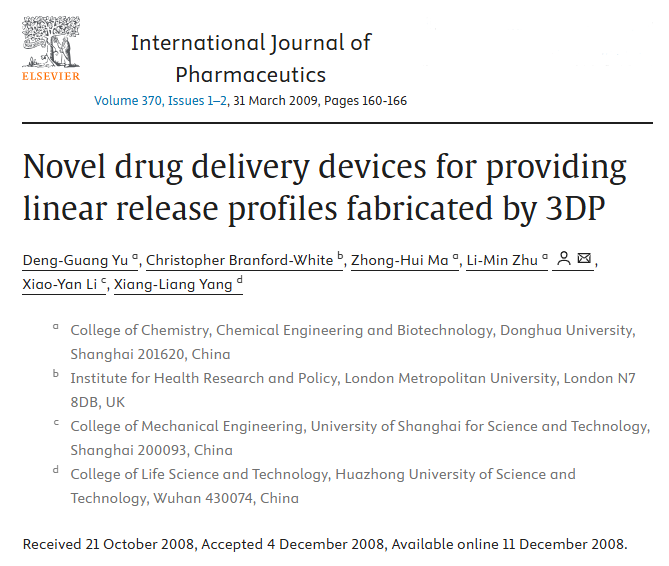 ELSEVIER
International Journal of
Pharmaceutics
Volume 370, Issues 1–2, 31 March 2009, Pages 160-166
Novel drug delivery devices for providing
linear release profiles fabricated by 3DP
Deng-Guang Yu a, Christopher Branford-White b, Zhong-Hui Ma a, Li-Min Zhu a,
Xiao-Yan Li c, Xiang-Liang Yang d
a College of Chemistry, Chemical Engineering and Biotechnology, Donghua University,
Shanghai 201620, China
b Institute for Health Research and Policy, London Metropolitan University, London N7
8DB, UK
c College of Mechanical Engineering, University of Shanghai for Science and Technology,
Shanghai 200093, China
d College of Life Science and Technology, Huazhong University of Science and
Technology, Wuhan 430074, China
Received 21 October 2008, Accepted 4 December 2008, Available online 11 December 2008.